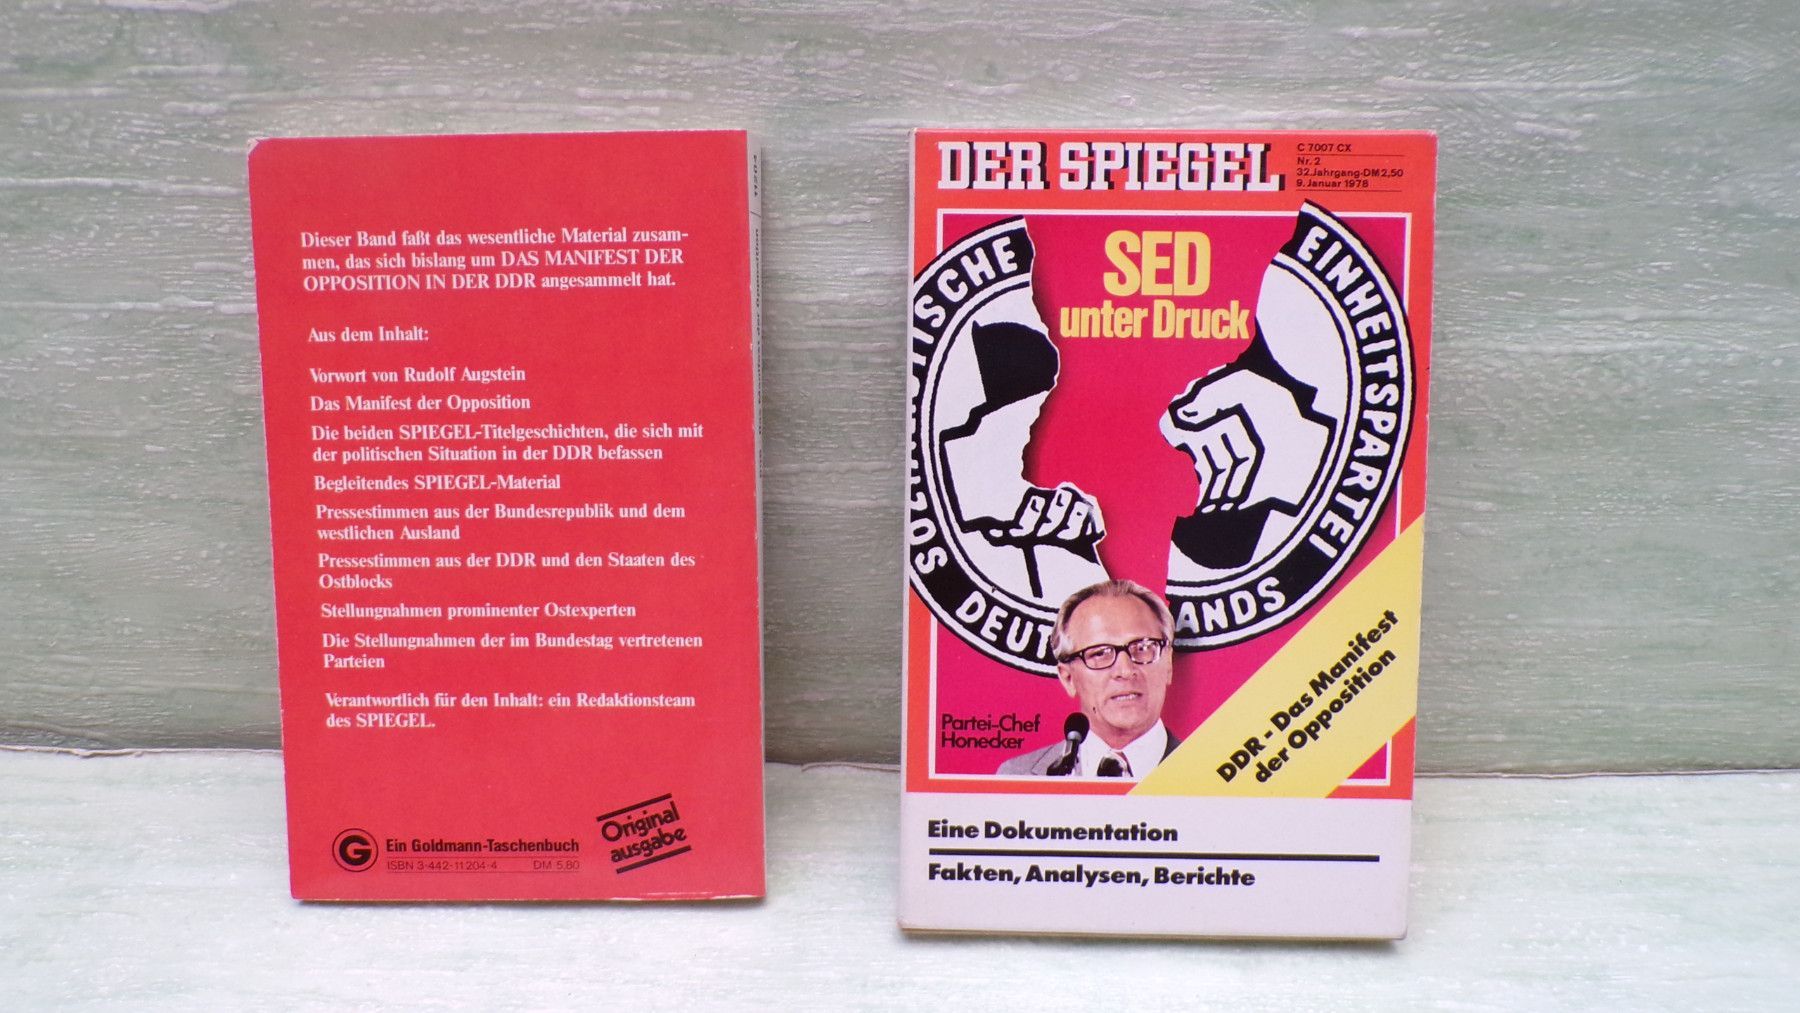 Dieser Band faßt das wesentliche Material zusam-
men, das sich bislang um DAS MANIFEST DER
OPPOSITION IN DER DDR angesammelt hat.
Aus dem Inhalt:
Vorwort von Rudolf Augstein
Das Manifest der Opposition
Die beiden SPIEGEL-Titelgeschichten, die sich mit
der politischen Situation in der DDR befassen
Begleitendes SPIEGEL-Material
Pressestimmen aus der Bundesrepublik und dem
westlichen Ausland
Pressestimmen aus der DDR und den Staaten des
Ostblocks
Stellungnahmen prominenter Ostexperten
Die Stellungnahmen der im Bundestag vertretenen
Parteien
Verantwortlich für den Inhalt: ein Redaktionsteam
des SPIEGEL.
G
Ein Goldmann-Taschenbuch
ISBN 3-442-11204-4 DM 5,80
Original
ausgabe
11204
DER SPIEGEL
C 7007 CX
Nr. 2
32.Jahrgang-DM2,50
9. Januar 1978
SED
unter Druck
EINHEITSPARTEI
DEUT
ANDS
Partei-Chef
Honecker
DDR - Das Manifest
der Opposition
Eine Dokumentation
Fakten, Analysen, Berichte